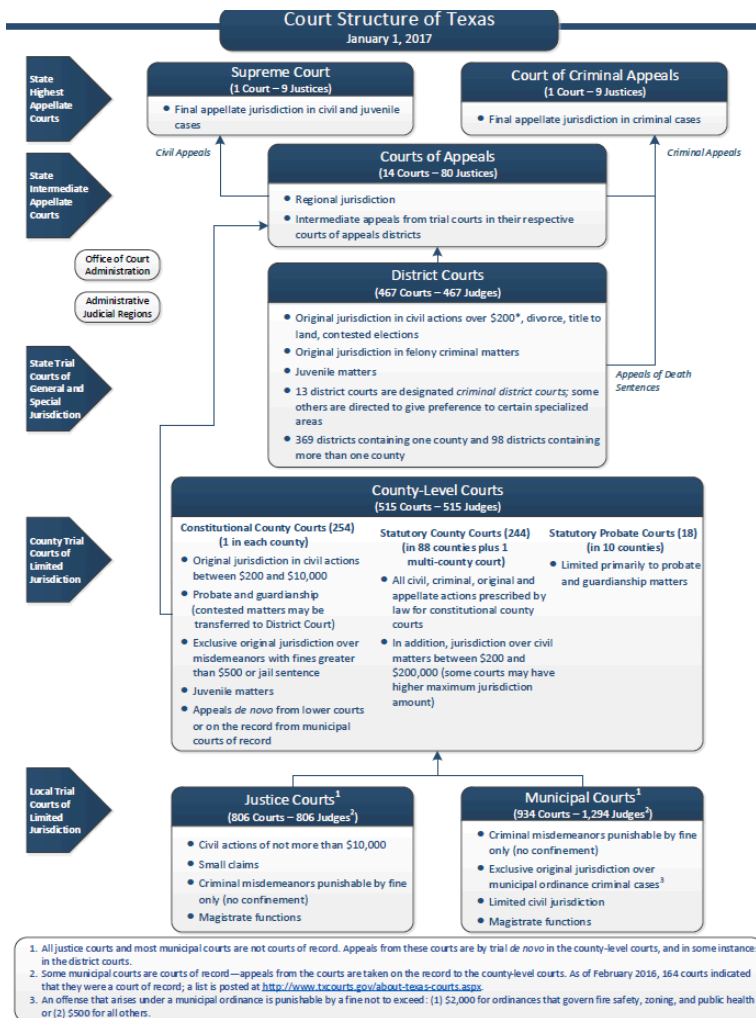 Court Structure of Texas
January 1, 2017
State
Highest
Appellate
Courts
Supreme Court
(1 Court – 9 Justices)
• Final appellate jurisdiction in civil and juvenile
cases
Court of Criminal Appeals
(1 Court – 9 Justices)
• Final appellate jurisdiction in criminal cases
Civil Appeals
Criminal Appeals
State
Intermediate
Appellate
Courts
Courts of Appeals
(14 Courts – 80 Justices)
• Regional jurisdiction
• Intermediate appeals from trial courts in their respective
courts of appeals districts
Office of Court
Administration
Administrative
Judicial Regions
State Trial
Courts of
General and
Special
Jurisdiction
District Courts
(467 Courts – 467 Judges)
• Original jurisdiction in civil actions over $200*, divorce, title to
land, contested elections
• Original jurisdiction in felony criminal matters
• Juvenile matters
• 13 district courts are designated criminal district courts; some
others are directed to give preference to certain specialized
areas
• 369 districts containing one county and 98 districts containing
more than one county
Appeals of Death
Sentences
County Trial
Courts of
Limited
Jurisdiction
County-Level Courts
(515 Courts – 515 Judges)
Constitutional County Courts (254)
(1 in each county)
• Original jurisdiction in civil actions
between $200 and $10,000
• Probate and guardianship
(contested matters may be
transferred to District Court)
• Exclusive original jurisdiction over
misdemeanors with fines greater
than $500 or jail sentence
• Juvenile matters
• Appeals de novo from lower courts
or on the record from municipal
courts of record
Statutory County Courts (244)
(in 88 counties plus 1
multi-county court)
• All civil, criminal, original and
appellate actions prescribed by
law for constitutional county
courts
• In addition, jurisdiction over civil
matters between $200 and
$200,000 (some courts may have
higher maximum jurisdiction
amount)
Statutory Probate Courts (18)
(in 10 counties)
• Limited primarily to probate
and guardianship matters
Local Trial
Courts of
Limited
Jurisdiction
Justice Courts¹
(806 Courts – 806 Judges²)
• Civil actions of not more than $10,000
• Small claims
• Criminal misdemeanors punishable by fine
only (no confinement)
• Magistrate functions
Municipal Courts¹
(934 Courts – 1,294 Judges²)
• Criminal misdemeanors punishable by fine
only (no confinement)
• Exclusive original jurisdiction over
municipal ordinance criminal cases³
• Limited civil jurisdiction
• Magistrate functions
1. All justice courts and most municipal courts are not courts of record. Appeals from these courts are by trial de novo in the county-level courts, and in some instances
in the district courts.
2. Some municipal courts are courts of record—appeals from the courts are taken on the record to the county-level courts. As of February 2016, 164 courts indicated
that they were a court of record; a list is posted at http://www.txcourts.gov/about-texas-courts.aspx.
3. An offense that arises under a municipal ordinance is punishable by a fine not to exceed: (1) $2,000 for ordinances that govern fire safety, zoning, and public health
or (2) $500 for all others.